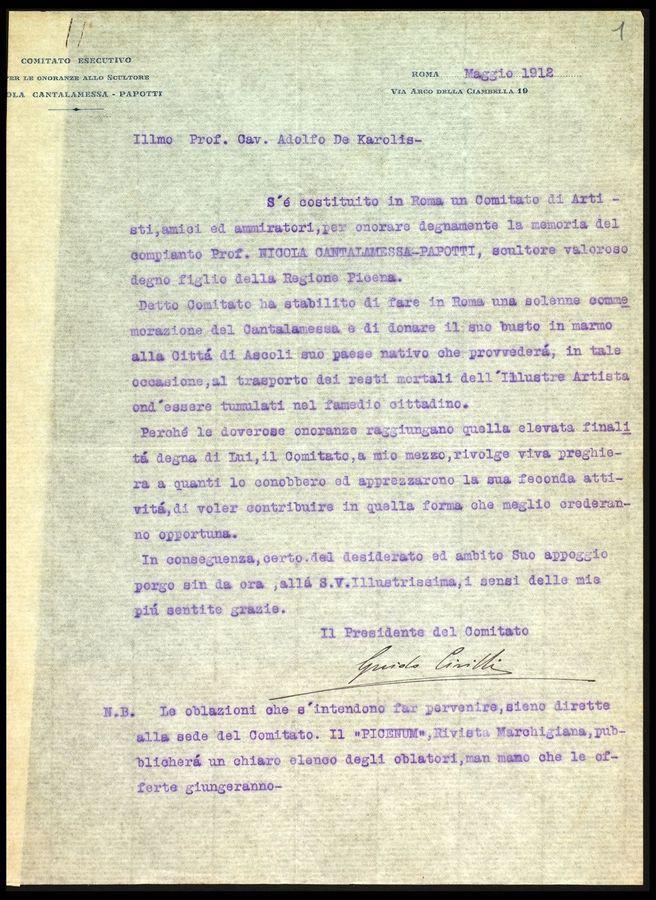 11
1
COMITATO ESECUTIVO
ER LE ONORANZE ALLO SCULTORE
OLA CANTALAMESSA - PAPOTTI
ROMA Maggio 1912
VIA ARCO DELLA CIAMBELLA 19
Illmo Prof. Cav. Adolfo De Karolis-
S'é costituito in Roma un Comitato di Arti -
sti,amici ed ammiratori,per onorare degnamente la memoria del
compianto Prof. NICOLA CANTALAMESSA-PAPOTTI, scultore valoroso
degno figlio della Regione Picena.
Detto Comitato ha stabilito di fare in Roma una solenne comme
morazione del Cantalamessa e di donare il suo busto in marmo
alla Cittá di Ascoli suo paese nativo che provvederá, in tale
occasione,al trasporto dei resti mortali dell'Illustre Artista
ond'essere tumulati nel famedio cittadino.
Perché le doverose onoranze raggiungano quella elevata finali
tá degna di Lui,il Comitato,a mio mezzo,rivolge viva preghie-
ra a quanti lo conobbero ed apprezzarono la sua feconda atti-
vitá,di voler contribuire in quella forma che meglio crederan-
no opportuna.
In conseguenza,certo.del desiderato ed ambito Suo appoggio
porgo sin da ora ,allá S.V.Illustrissima,i sensi delle mie
piú sentite grazie.
Il Presidente del Comitato
Guido Cirilli
N.B. Le oblazioni che s'intendono far pervenire,sieno dirette
alla sede del Comitato. Il "PICENUM",Rivista Marchigiana,pub-
blicherá un chiaro elenco degli oblatori,man mano che le of-
ferte giungeranno-